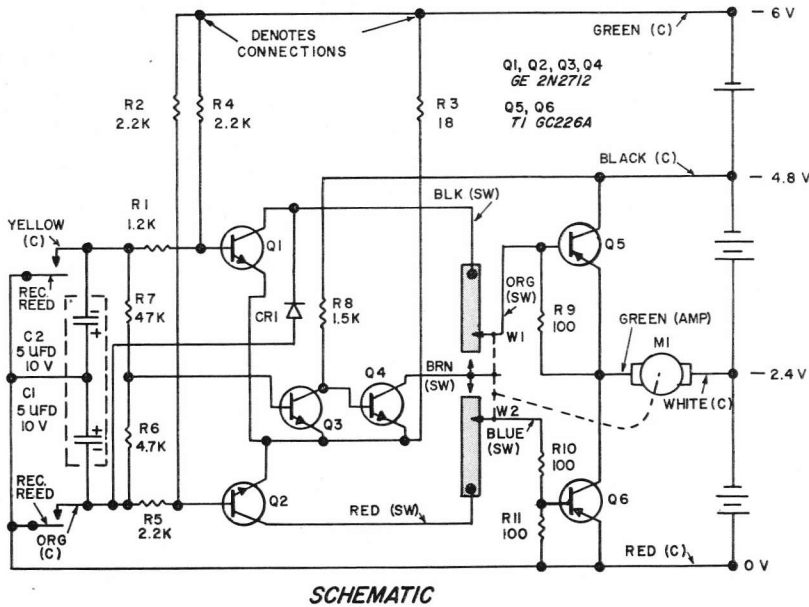 DENOTES
CONNECTIONS
GREEN (C)
– 6 V
Q1, Q2, Q3, Q4
GE 2N2712
Q5, Q6
TI GC226A
R2
2.2K
R4
2.2K
R3
18
BLACK (C)
– 4.8 V
BLK (SW)
R1
1.2K
YELLOW
(C)
Q1
Q5
REC.
REED
ORG
(SW)
R7
47K
CR1
R8
1.5K
R9
100
GREEN (AMP)
M1
C2
5 UFD
10 V
W1
– 2.4 V
Q4
BRN
(SW)
WHITE (C)
C1
5 UFD
10 V
R6
4.7K
Q3
W2
BLUE
(SW)
R10
100
REC.
REED
Q2
Q6
R5
2.2K
ORG
(C)
RED (SW)
R11
100
RED (C)
0 V
SCHEMATIC